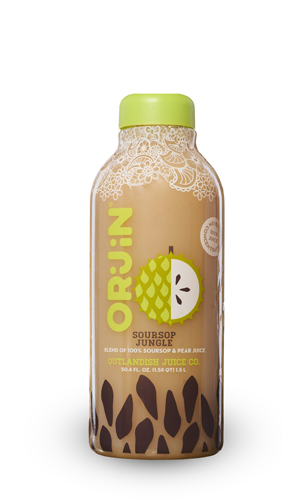 ORJIN
SOURSOP
JUNGLE
BLEND OF 100% SOURSOP & PEAR JUICE
OUTLANDISH JUICE CO.
50.4 FL. OZ. (1.58 QT) 1.5 L